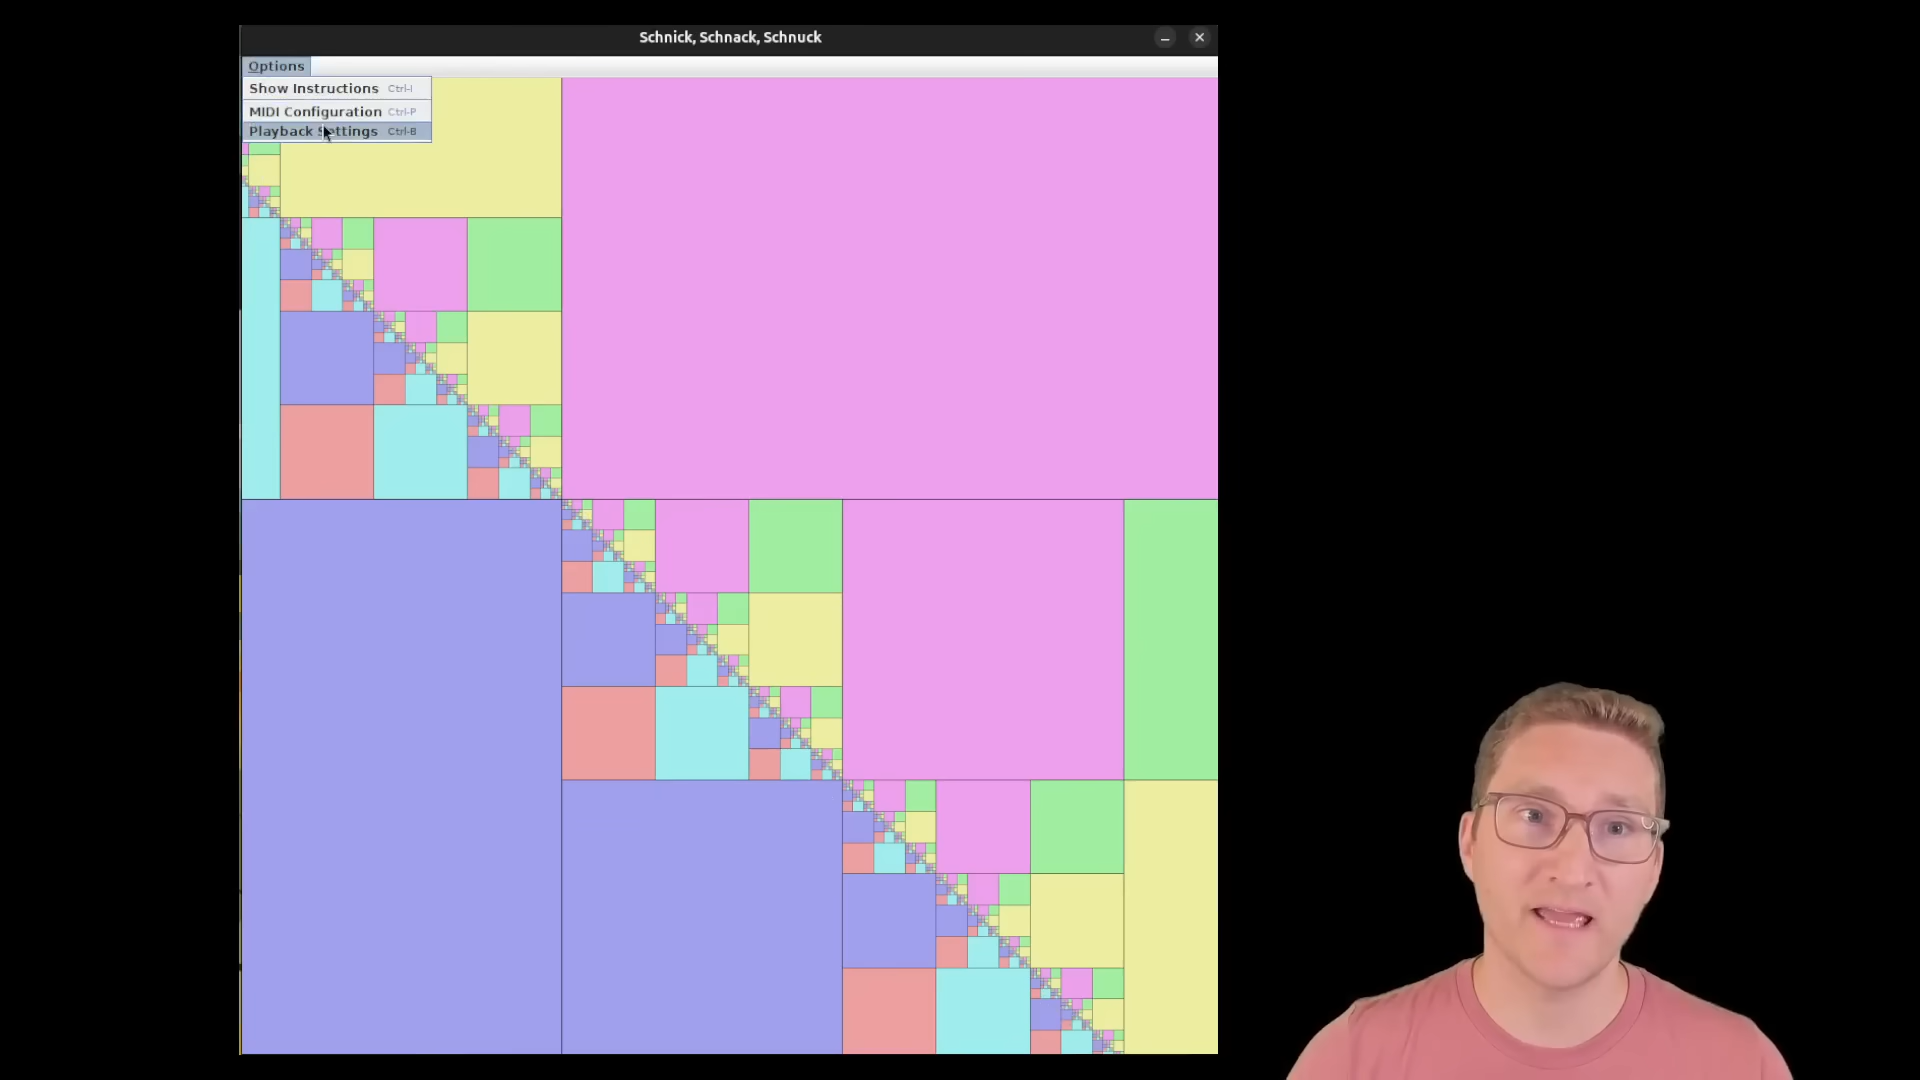 Schnick, Schnack, Schnuck
Options
Show Instructions Ctrl-I
MIDI Configuration Ctrl-P
Playback Settings Ctrl-B